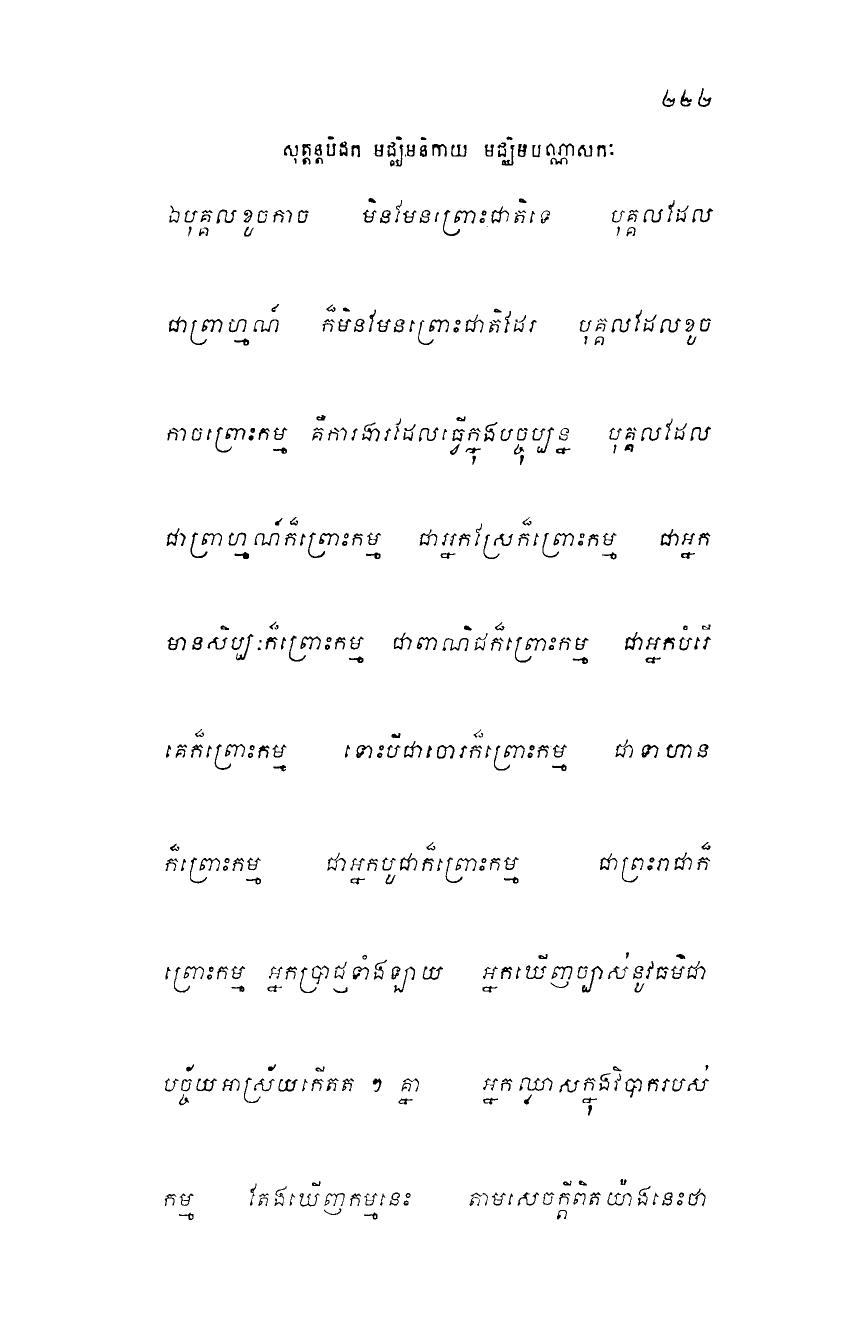 ២២២
សុត្តន្តបិដក មជ្ឈិមនិកាយ មជ្ឈិមបណ្ណាសកៈ
ឯបុគ្គលខូចកាច មិនមែនព្រោះជាតិទេ បុគ្គលដែល
ជាព្រាហ្មណ៍ ក៏មិនមែនព្រោះជាតិដែរ បុគ្គលដែលខូច
កាចព្រោះកម្ម គឺការងារដែលធ្វើក្នុងបច្ចុប្បន្ន បុគ្គលដែល
ជាព្រាហ្មណ៍ក៏ព្រោះកម្ម ជាអ្នកស្រែក៏ព្រោះកម្ម ជាអ្នក
មានសិប្បៈក៏ព្រោះកម្ម ជាពាណិជក៏ព្រោះកម្ម ជាអ្នកបំរើ
គេក៏ព្រោះកម្ម ទោះបីជាចោរក៏ព្រោះកម្ម ជាទាហាន
ក៏ព្រោះកម្ម ជាអ្នកបូជាក៏ព្រោះកម្ម ជាព្រះរាជាក៏
ព្រោះកម្ម អ្នកប្រាជ្ញទាំងឡាយ អ្នកឃើញច្បាស់នូវធម៌ជា
បច្ច័យអាស្រ័យកើតត ៗ គ្នា អ្នកឈ្លាសក្នុងវិបាករបស់
កម្ម តែងឃើញកម្មនេះ តាមសេចក្តីពិតយ៉ាងនេះថា